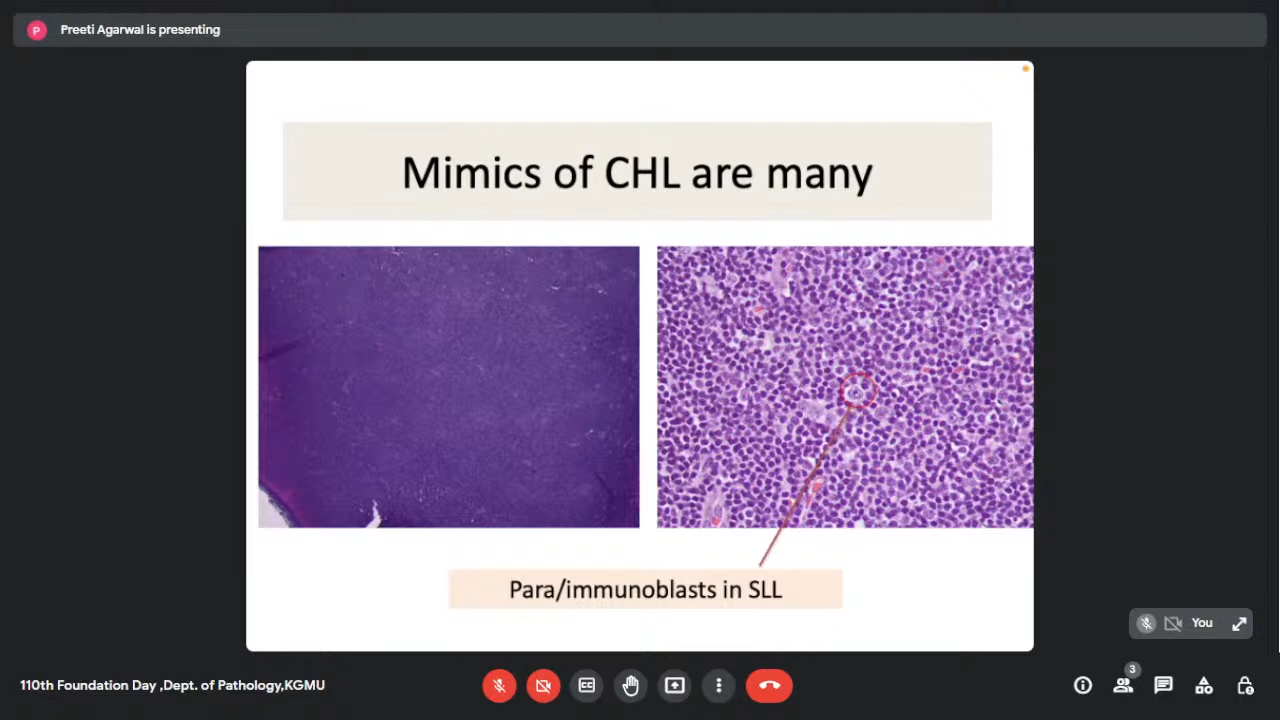 P
Preeti Agarwal is presenting
Mimics of CHL are many
Para/immunoblasts in SLL
You
110th Foundation Day ,Dept. of Pathology,KGMU
CC
3